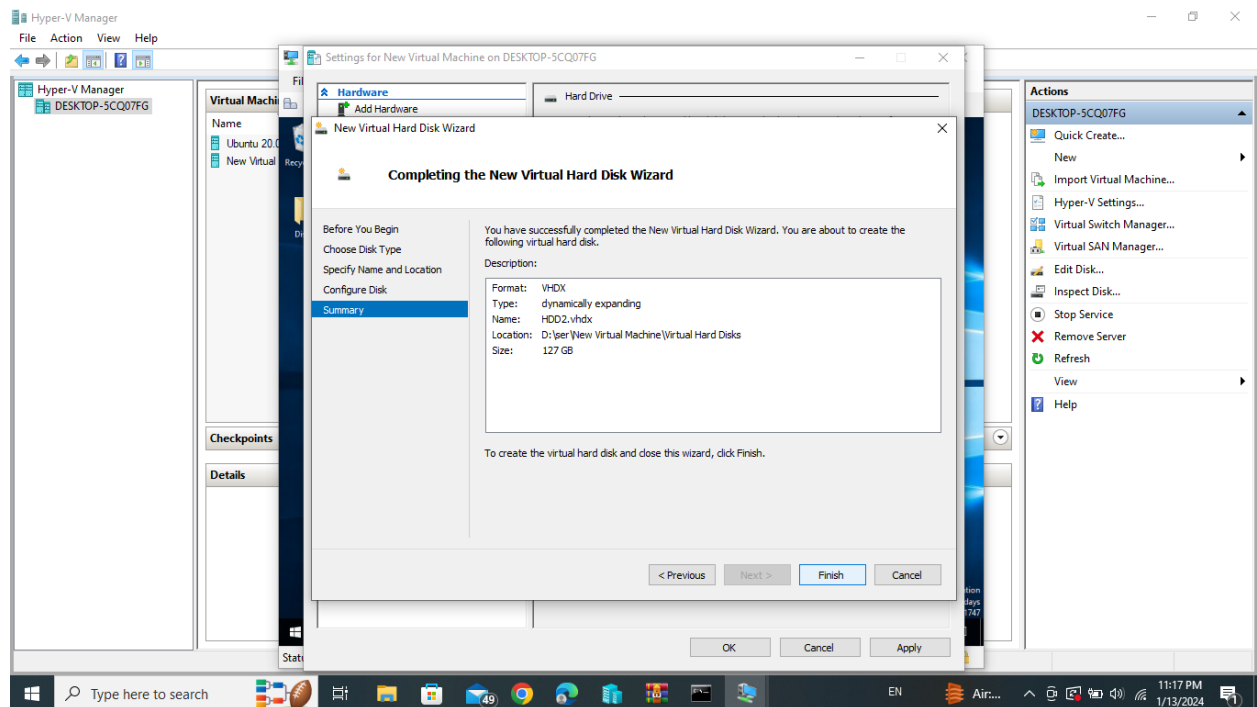 Hyper-V Manager
File Action View Help
Settings for New Virtual Machine on DESKTOP-5CQ07FG
Hyper-V Manager
DESKTOP-5CQ07FG
Virtual Machi
Name
Ubuntu 20.0
New Virtual
Checkpoints
Details
Fil
Recy
Hardware
Add Hardware
Hard Drive
New Virtual Hard Disk Wizard
Completing the New Virtual Hard Disk Wizard
Before You Begin
Choose Disk Type
Specify Name and Location
Configure Disk
Summary
You have successfully completed the New Virtual Hard Disk Wizard. You are about to create the
following virtual hard disk.
Description:
Format: VHDX
Type: dynamically expanding
Name: HDD2.vhdx
Location: D:\ser\New Virtual Machine\Virtual Hard Disks
Size: 127 GB
To create the virtual hard disk and close this wizard, click Finish.
< Previous Next > Finish Cancel
tion
days
1747
OK Cancel Apply
Statu
Actions
DESKTOP-5CQ07FG
Quick Create...
New
Import Virtual Machine...
Hyper-V Settings...
Virtual Switch Manager...
Virtual SAN Manager...
Edit Disk...
Inspect Disk...
Stop Service
Remove Server
Refresh
View
Help
Type here to search
49
EN
Air:...
11:17 PM
1/13/2024
1